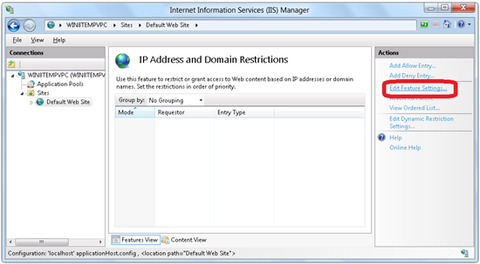 Internet Information Services (IIS) Manager
WIN8TEMPVPC
Sites
Default Web Site
File View Help
Connections
WIN8TEMPVPC (WIN8TEMPVPC
Application Pools
Sites
Default Web Site
IP Address and Domain Restrictions
Use this feature to restrict or grant access to Web content based on IP addresses or domain
names. Set the restrictions in order of priority.
Group by: No Grouping
Mode Requestor Entry Type
Features View Content View
Actions
Add Allow Entry...
Add Deny Entry...
Edit Feature Settings...
View Ordered List...
Edit Dynamic Restriction
Settings...
Help
Online Help
Configuration: 'localhost' applicationHost.config , <location path="Default Web Site">